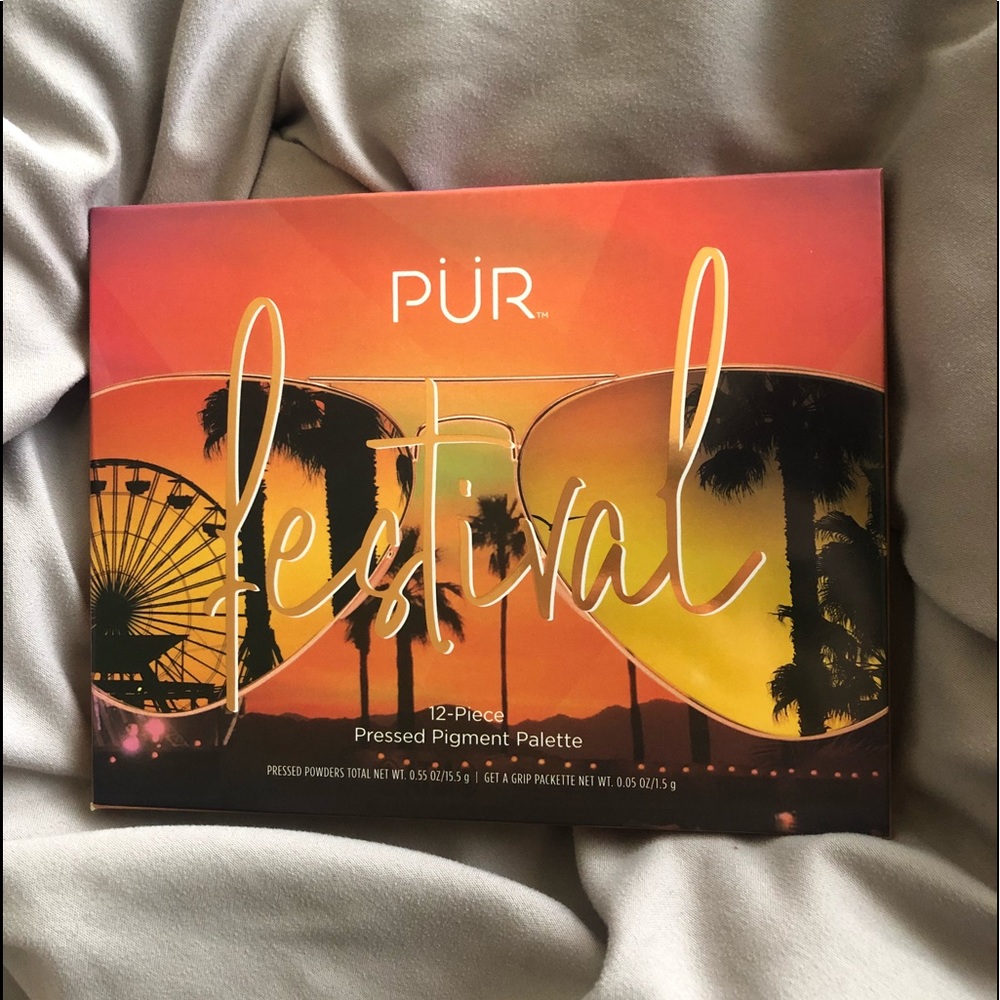 PÜR™
festival
12-Piece
Pressed Pigment Palette
PRESSED POWDERS TOTAL NET WT. 0.55 OZ/15.5 g | GET A GRIP PACKETTE NET WT. 0.05 OZ/1.5 g